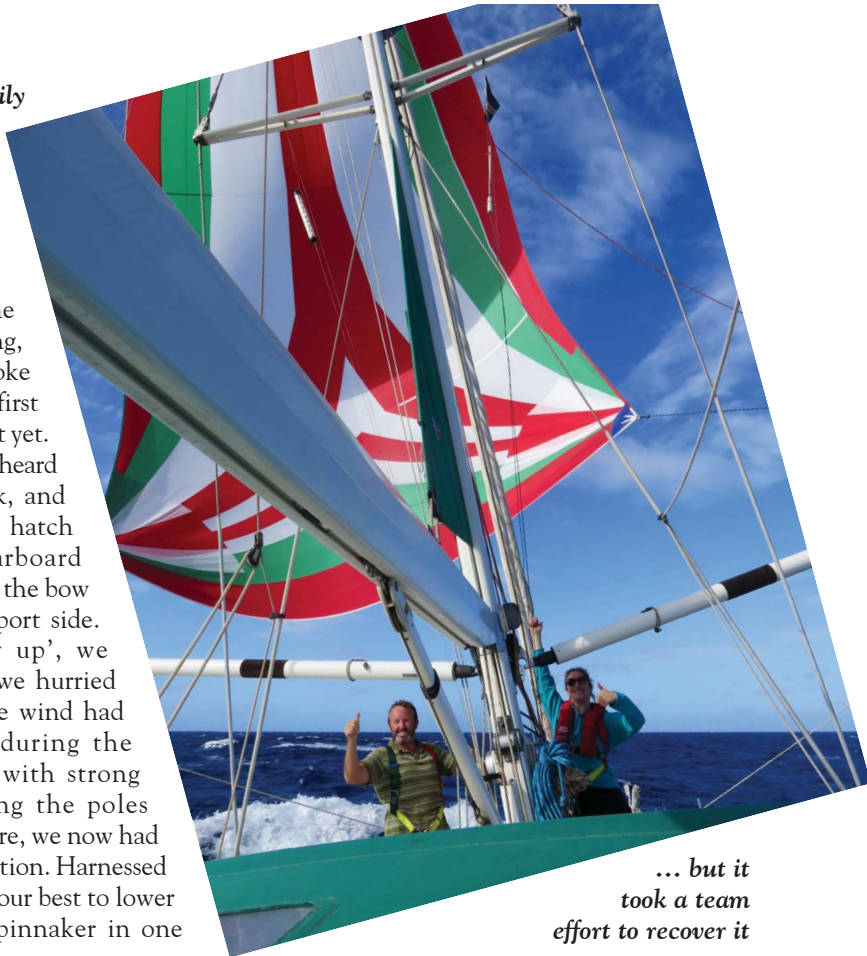 ily
ng,
oke
first
t yet.
heard
k, and
hatch
arboard
the bow
port side.
up’, we
we hurried
e wind had
during the
with strong
ng the poles
re, we now had
tion. Harnessed
our best to lower
pinnaker in one
… but it
took a team
effort to recover it